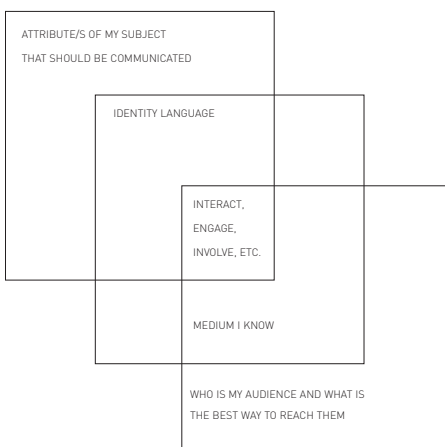 ATTRIBUTE/S OF MY SUBJECT
THAT SHOULD BE COMMUNICATED
IDENTITY LANGUAGE
INTERACT,
ENGAGE,
INVOLVE, ETC.
MEDIUM I KNOW
WHO IS MY AUDIENCE AND WHAT IS
THE BEST WAY TO REACH THEM